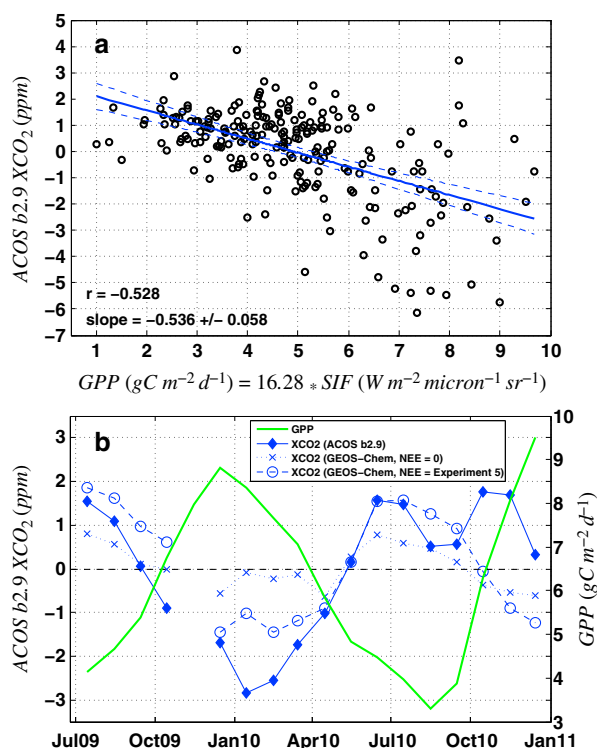 a
5
4
3
2
1
0
−1
−2
−3
−4
−5
−6
−7
ACOS b2.9 XCO2 (ppm)
r = −0.528
slope = −0.536 +/− 0.058
1 2 3 4 5 6 7 8 9 10
GPP (gC m−2 d−1) = 16.28 * SIF (W m−2 micron−1 sr−1)
b
GPP
XCO2 (ACOS b2.9)
XCO2 (GEOS−Chem, NEE = 0)
XCO2 (GEOS−Chem, NEE = Experiment 5)
3
2
1
0
−1
−2
−3
ACOS b2.9 XCO2 (ppm)
10
9
8
7
6
5
4
3
GPP (gC m−2 d−1)
Jul09 Oct09 Jan10 Apr10 Jul10 Oct10 Jan11